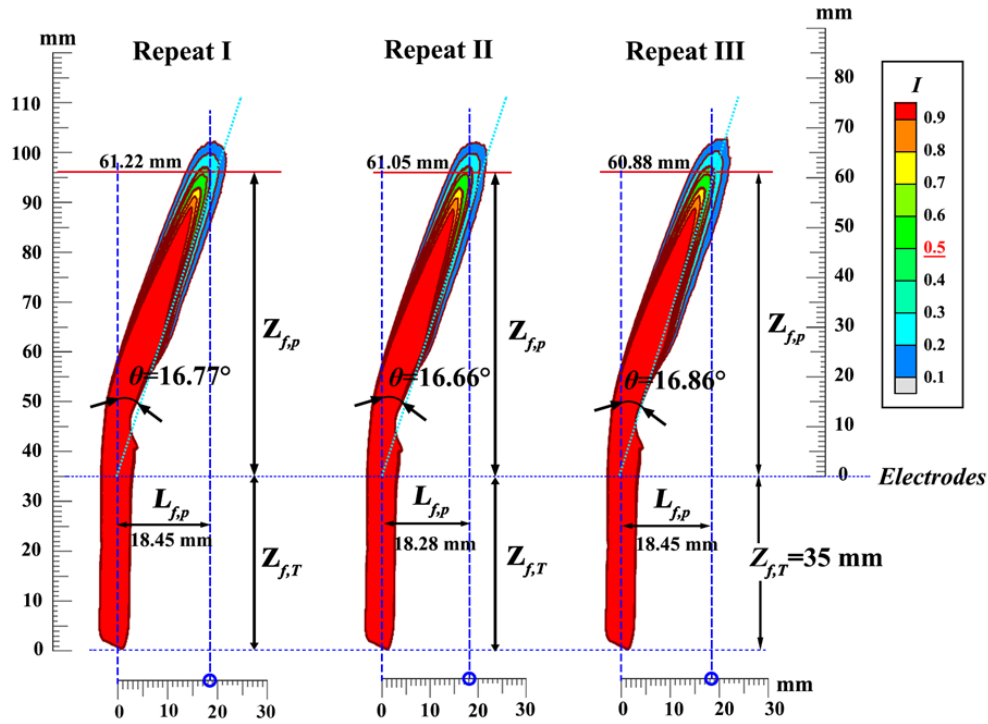 mm
Repeat I
Repeat II
Repeat III
mm
110
100
90
80
70
60
50
40
30
20
10
0
61.22 mm
61.05 mm
60.88 mm
90
80
70
60
50
40
30
20
10
0
I
0.9
0.8
0.7
0.6
0.5
0.4
0.3
0.2
0.1
Z_{f,p}
Z_{f,p}
Z_{f,p}
θ=16.77°
θ=16.66°
θ=16.86°
Electrodes
L_{f,p}
18.45 mm
L_{f,p}
18.28 mm
L_{f,p}
18.45 mm
Z_{f,T}
Z_{f,T}
Z_{f,T}=35 mm
0 10 20 30
0 10 20 30
0 10 20 30
mm